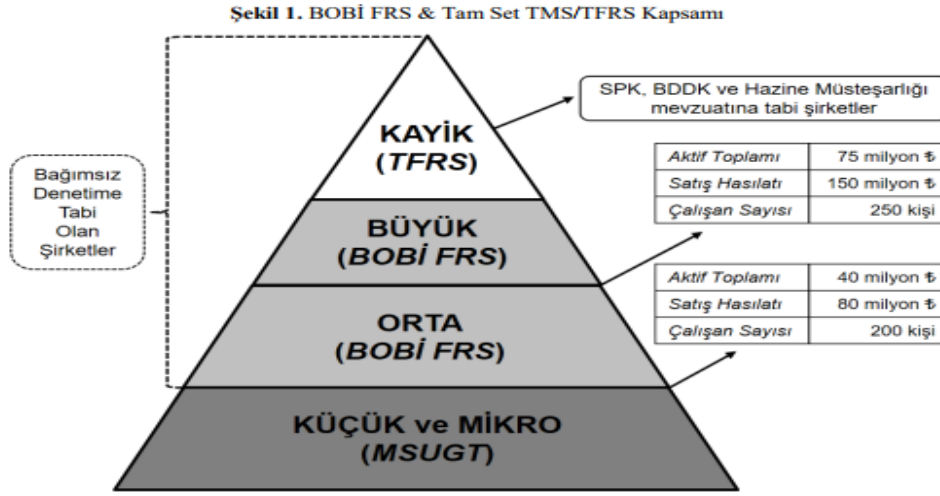 Şekil 1. BOBİ FRS & Tam Set TMS/TFRS Kapsamı
SPK, BDDK ve Hazine Müsteşarlığı
mevzuatına tabi şirketler
KAYİK
(TFRS)
Bağımsız
Denetime
Tabi
Olan
Şirketler
Aktif Toplamı 75 milyon ₺
Satış Hasılatı 150 milyon ₺
Çalışan Sayısı 250 kişi
BÜYÜK
(BOBİ FRS)
Aktif Toplamı 40 milyon ₺
Satış Hasılatı 80 milyon ₺
Çalışan Sayısı 200 kişi
ORTA
(BOBİ FRS)
KÜÇÜK ve MİKRO
(MSUGT)